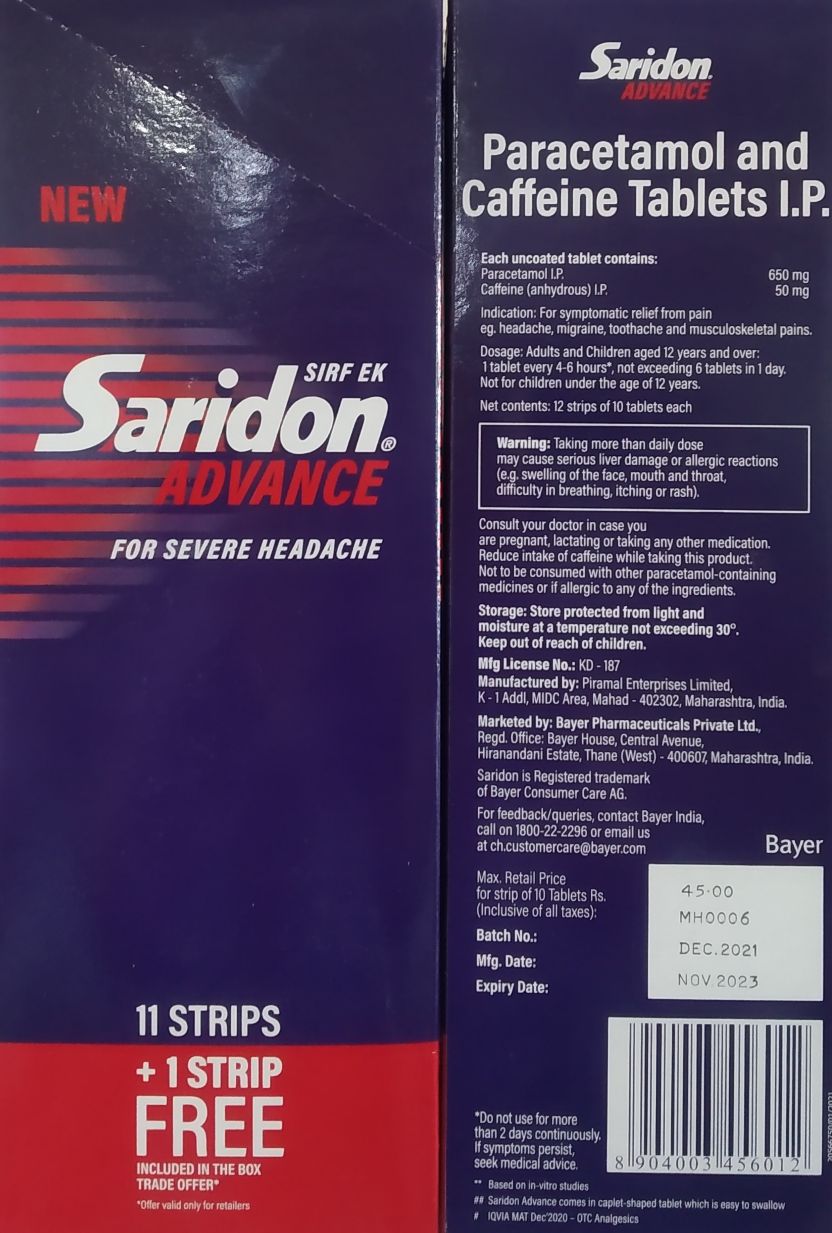 NEW
SIRF EK
Saridon®
ADVANCE
FOR SEVERE HEADACHE
11 STRIPS
+ 1 STRIP
FREE
INCLUDED IN THE BOX
TRADE OFFER*
*Offer valid only for retailers
Saridon.
ADVANCE
Paracetamol and
Caffeine Tablets I.P.
Each uncoated tablet contains:
Paracetamol I.P. 650 mg
Caffeine (anhydrous) I.P. 50 mg
Indication: For symptomatic relief from pain
eg. headache, migraine, toothache and musculoskeletal pains.
Dosage: Adults and Children aged 12 years and over:
1 tablet every 4-6 hours*, not exceeding 6 tablets in 1 day.
Not for children under the age of 12 years.
Net contents: 12 strips of 10 tablets each
Warning: Taking more than daily dose
may cause serious liver damage or allergic reactions
(e.g. swelling of the face, mouth and throat,
difficulty in breathing, itching or rash).
Consult your doctor in case you
are pregnant, lactating or taking any other medication.
Reduce intake of caffeine while taking this product.
Not to be consumed with other paracetamol-containing
medicines or if allergic to any of the ingredients.
Storage: Store protected from light and
moisture at a temperature not exceeding 30º.
Keep out of reach of children.
Mfg License No.: KD - 187
Manufactured by: Piramal Enterprises Limited,
K - 1 Addl, MIDC Area, Mahad - 402302, Maharashtra, India.
Marketed by: Bayer Pharmaceuticals Private Ltd.,
Regd. Office: Bayer House, Central Avenue,
Hiranandani Estate, Thane (West) - 400607, Maharashtra, India.
Saridon is Registered trademark
of Bayer Consumer Care AG.
For feedback/queries, contact Bayer India,
call on 1800-22-2296 or email us
at ch.customercare@bayer.com
Bayer
Max. Retail Price
for strip of 10 Tablets Rs.
(Inclusive of all taxes):
45.00
Batch No.: MH0006
Mfg. Date: DEC.2021
Expiry Date: NOV.2023
*Do not use for more
than 2 days continuously.
If symptoms persist,
seek medical advice.
8 904003 456012
** Based on in-vitro studies
## Saridon Advance comes in caplet-shaped tablet which is easy to swallow
# IQVIA MAT Dec'2020 - OTC Analgesics